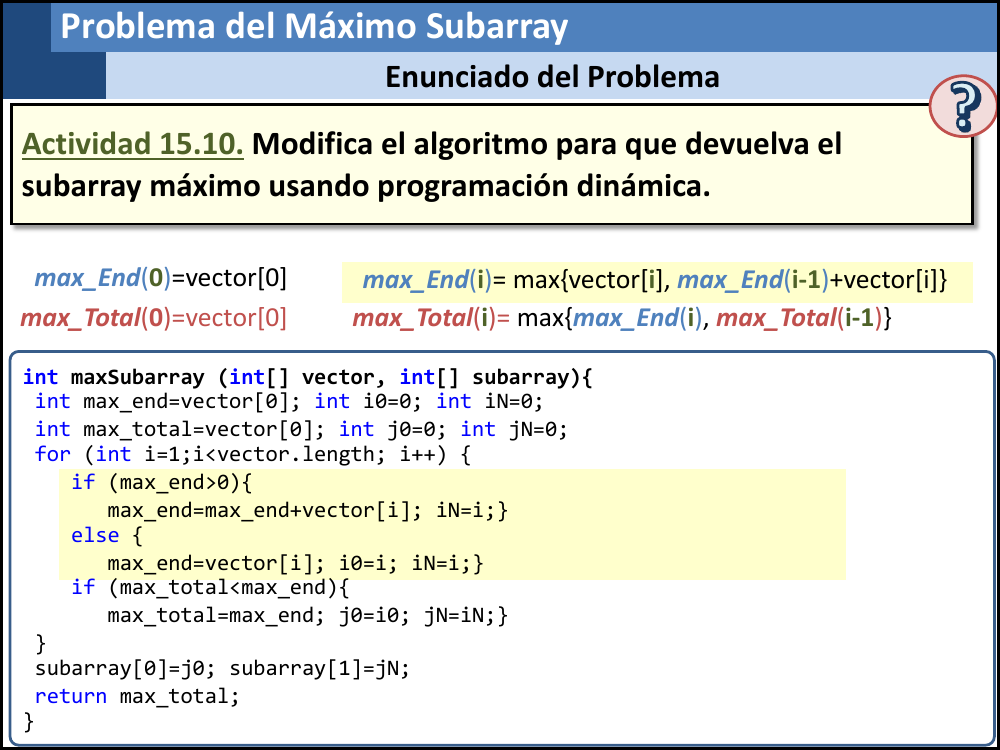 Problema del Máximo Subarray
Enunciado del Problema
?
Actividad 15.10. Modifica el algoritmo para que devuelva el
subarray máximo usando programación dinámica.
max_End(0)=vector[0]
max_End(i)= max{vector[i], max_End(i-1)+vector[i]}
max_Total(0)=vector[0]
max_Total(i)= max{max_End(i), max_Total(i-1)}
int maxSubarray (int[] vector, int[] subarray){
int max_end=vector[0]; int i0=0; int iN=0;
int max_total=vector[0]; int j0=0; int jN=0;
for (int i=1;i<vector.length; i++) {
if (max_end>0){
max_end=max_end+vector[i]; iN=i;}
else {
max_end=vector[i]; i0=i; iN=i;}
if (max_total<max_end){
max_total=max_end; j0=i0; jN=iN;}
}
subarray[0]=j0; subarray[1]=jN;
return max_total;
}